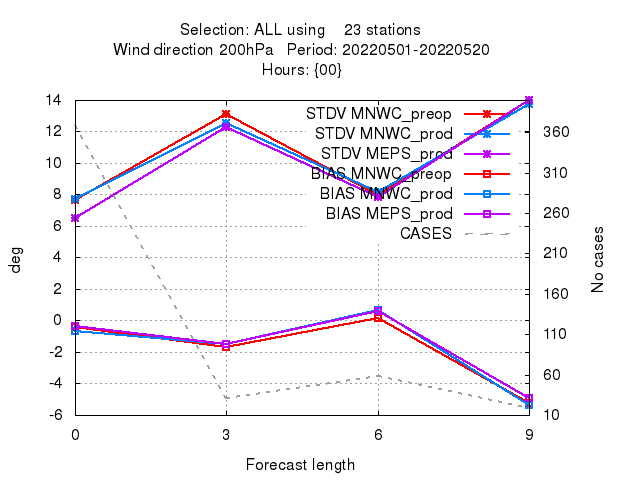 Selection: ALL using 23 stations
Wind direction 200hPa Period: 20220501-20220520
Hours: {00}
14
12
10
8
6
4
2
0
-2
-4
-6
deg
STDV MNWC_preop
STDV MNWC_prod
STDV MEPS_prod
BIAS MNWC_preop
BIAS MNWC_prod
BIAS MEPS_prod
CASES
360
310
260
210
160
110
60
10
No cases
0 3 6 9
Forecast length